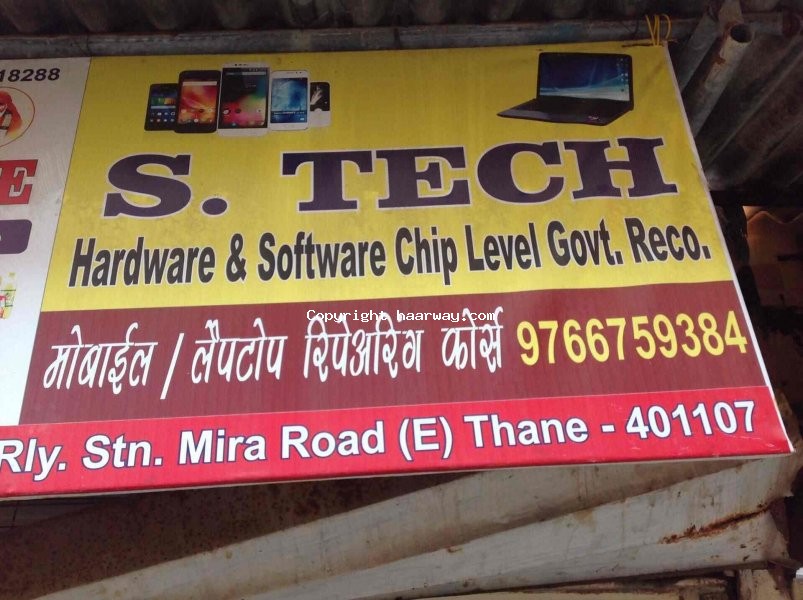 18288
S. TECH
Hardware & Software Chip Level Govt. Reco.
Copyright haarway.com
मोबाईल / लॅपटोप रिपेअरिग कोर्स 9766759384
Rly. Stn. Mira Road (E) Thane - 401107